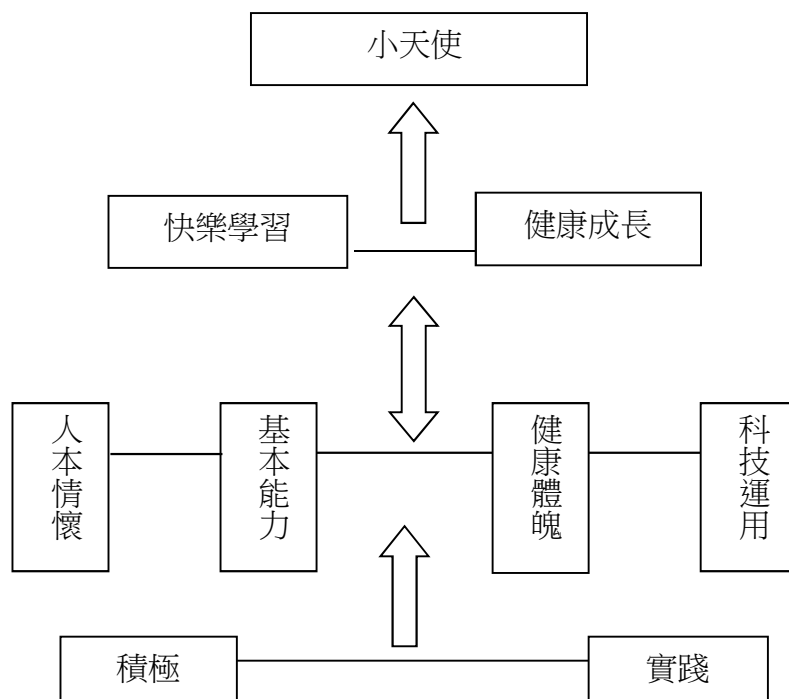 小天使
快樂學習
健康成長
人本情懷
基本能力
健康體魄
科技運用
積極
實踐